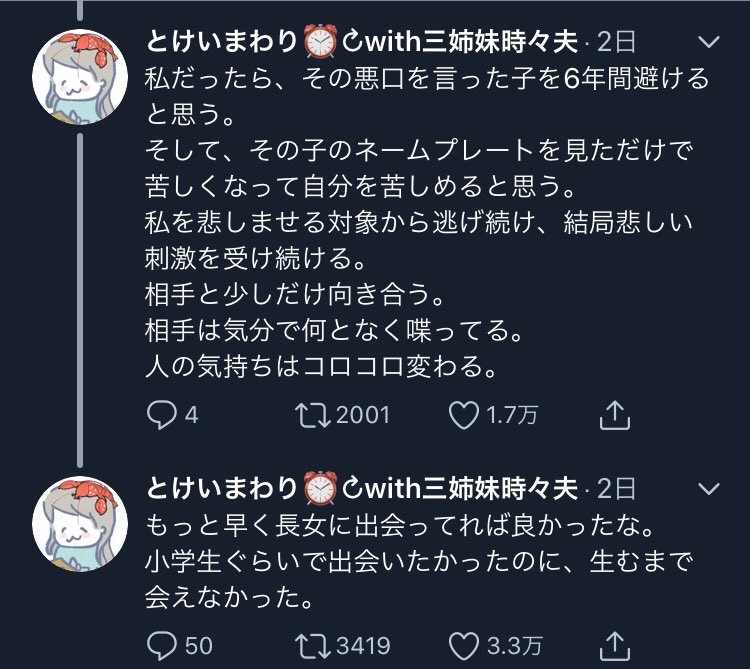 とけいまわり⏰↻with三姉妹時々夫 · 2日
私だったら、その悪口を言った子を6年間避ける
と思う。
そして、その子のネームプレートを見ただけで
苦しくなって自分を苦しめると思う。
私を悲しませる対象から逃げ続け、結局悲しい
刺激を受け続ける。
相手と少しだけ向き合う。
相手は気分で何となく喋ってる。
人の気持ちはコロコロ変わる。
4 2001 1.7万
とけいまわり⏰↻with三姉妹時々夫 · 2日
もっと早く長女に出会ってれば良かったな。
小学生ぐらいで出会いたかったのに、生むまで
会えなかった。
50 3419 3.3万